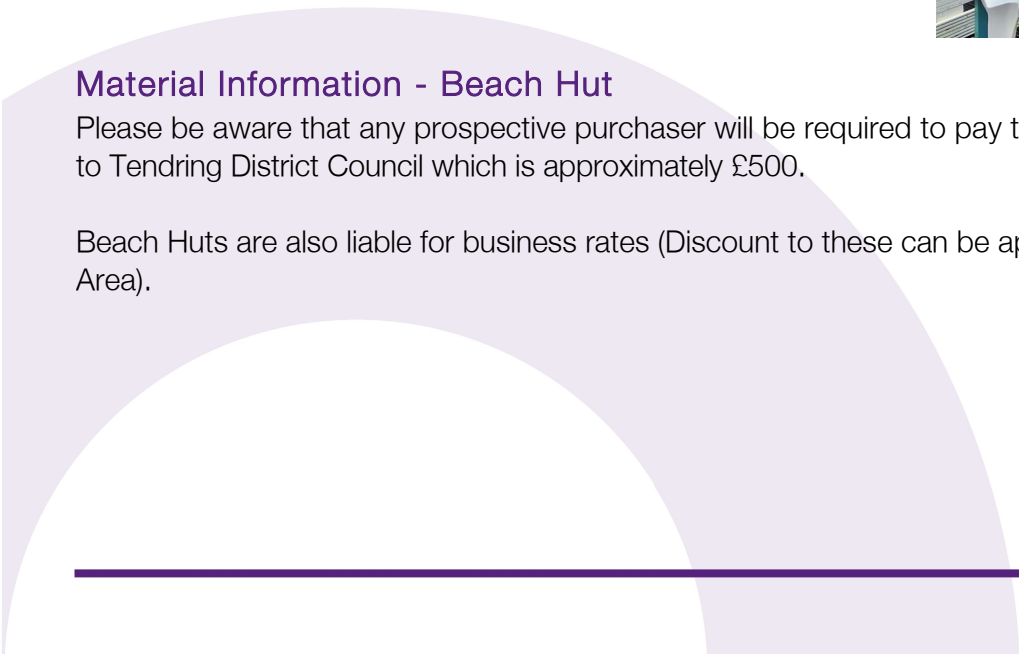 Material Information - Beach Hut
Please be aware that any prospective purchaser will be required to pay
to Tendring District Council which is approximately £500.
Beach Huts are also liable for business rates (Discount to these can be
Area).